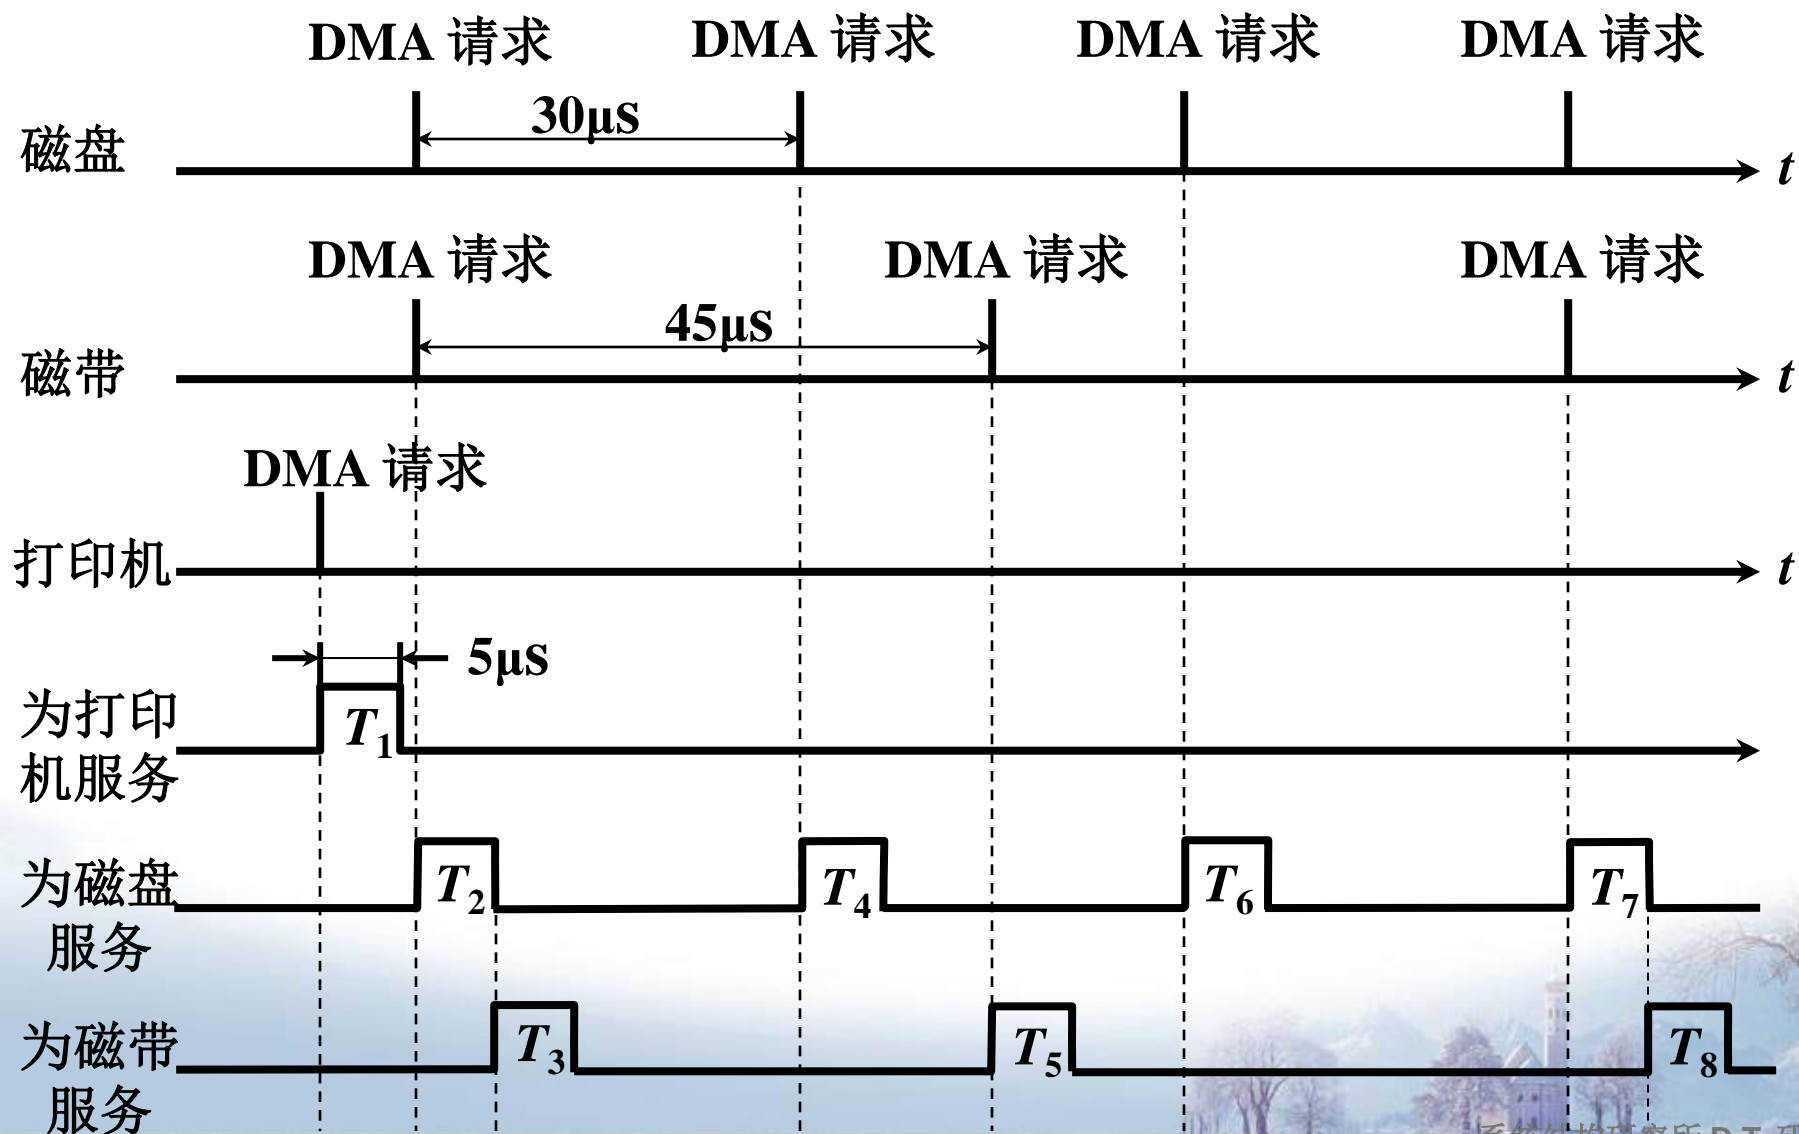 DMA 请求 DMA 请求 DMA 请求 DMA 请求
30μs
磁盘
t
DMA 请求 DMA 请求 DMA 请求
45μs
磁带
t
DMA 请求
打印机
t
5μs
为打印
机服务
T1
为磁盘
服务
T2 T4 T6 T7
为磁带
服务
T3 T5 T8